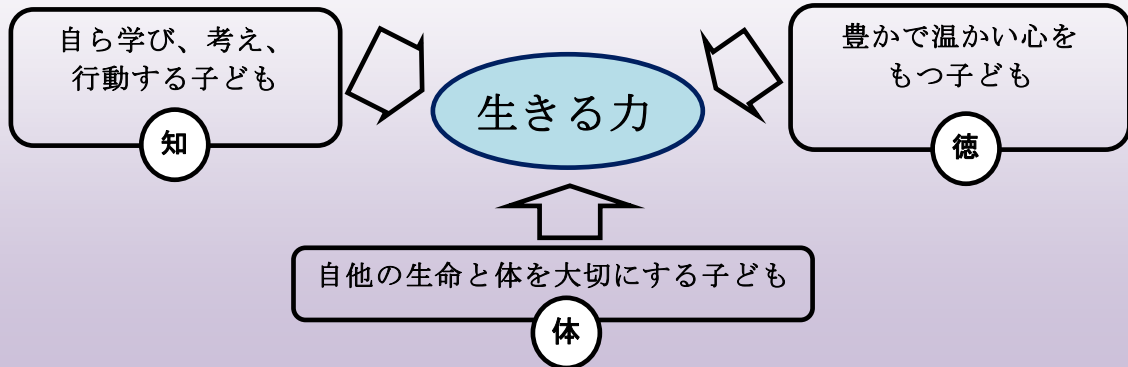 自ら学び、考え、
行動する子ども
知
生きる力
豊かで温かい心を
もつ子ども
徳
自他の生命と体を大切にする子ども
体